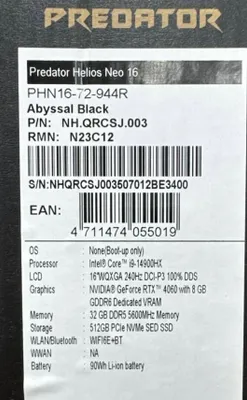 PREDATOR
Predator Helios Neo 16
PHN16-72-944R
Abyssal Black
P/N: NH.QRCSJ.003
RMN: N23C12
S/N:NHQRCSJ003507012BE3400
EAN:
4 711474 055019
OS : None(Boot-up only)
Processor : Intel® Core™ i9-14900HX
LCD : 16"WQXGA 240Hz DCI-P3 100% DDS
Graphics : NVIDIA® GeForce RTX™ 4060 with 8 GB
GDDR6 Dedicated VRAM
Memory : 32 GB DDR5 5600MHz Memory
Storage : 512GB PCIe NVMe SED SSD
WLAN/Bluetooth : WIFI6E+BT
WWAN : NA
Battery : 90Wh Li-ion battery